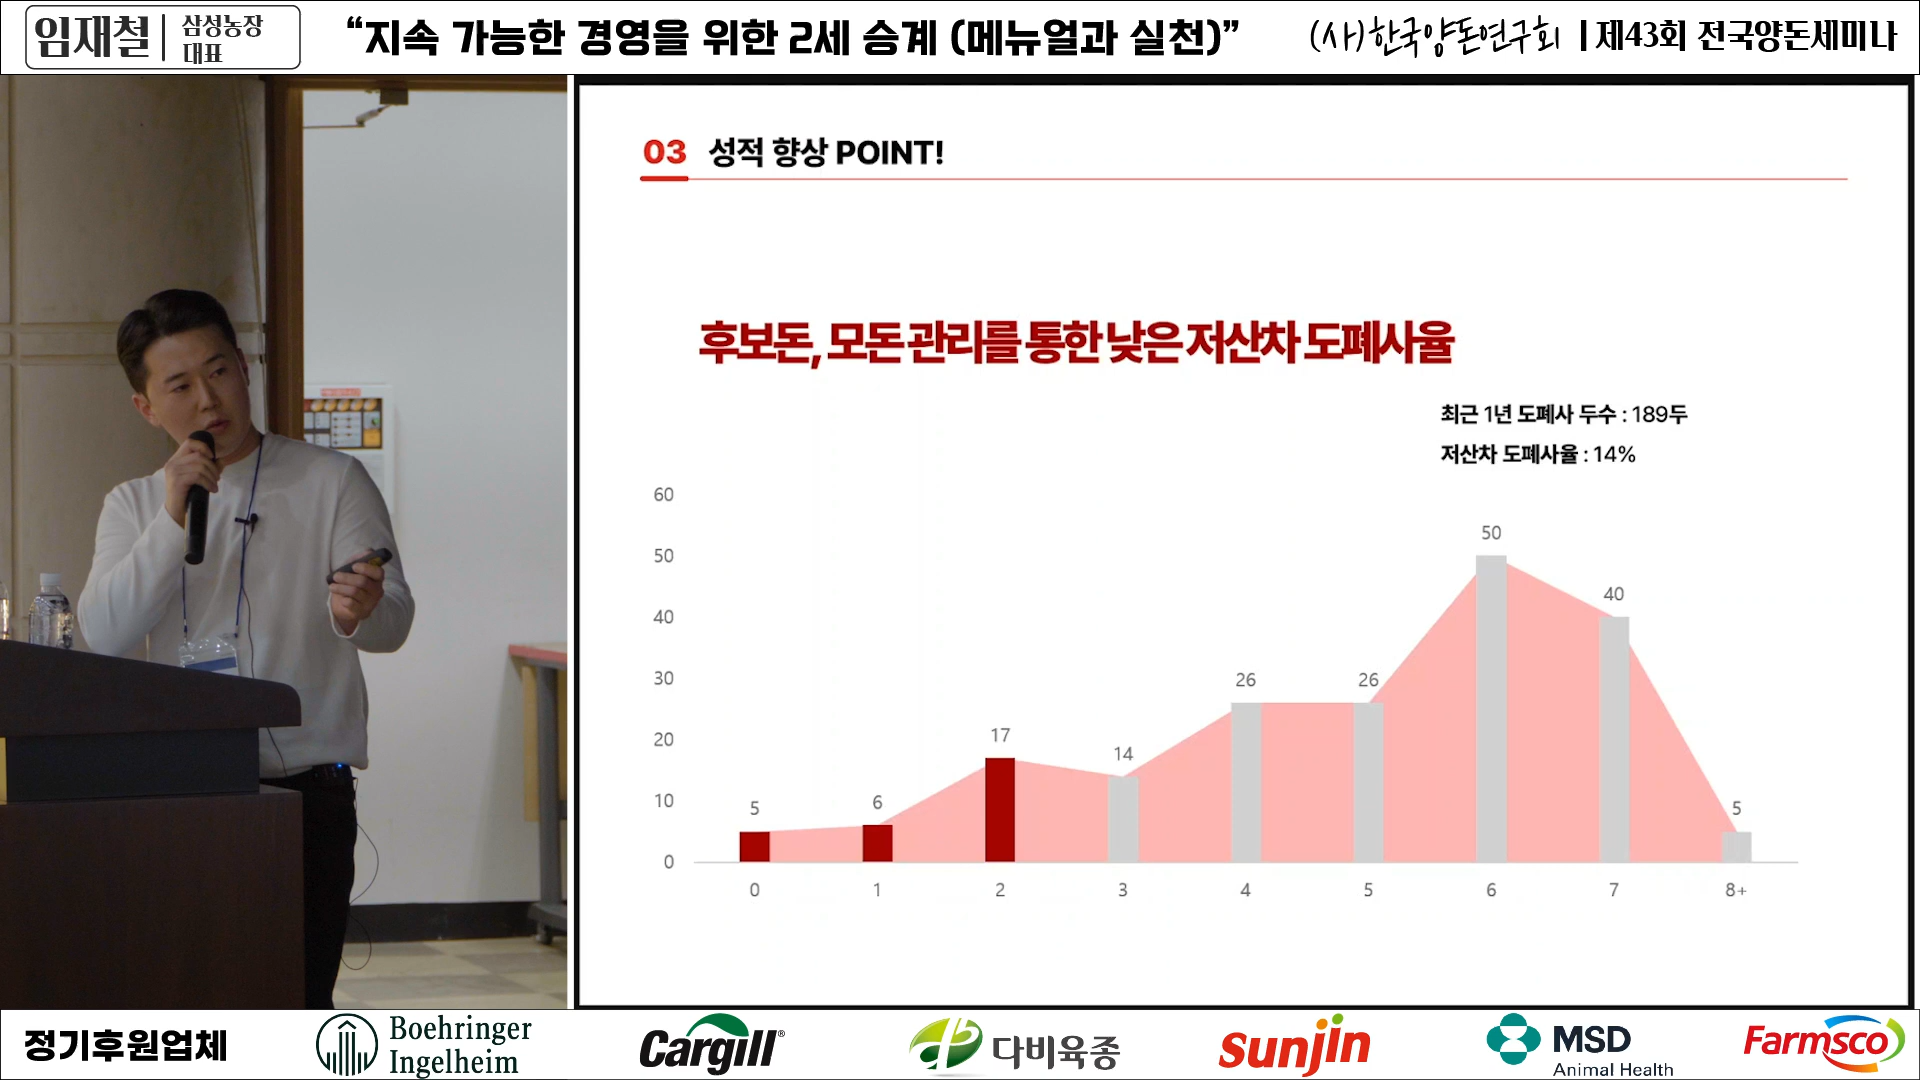 임재철
삼성농장
대표
“지속 가능한 경영을 위한 2세 승계 (메뉴얼과 실천)”
(사)한국양돈연구회 | 제43회 전국양돈세미나
03 성적 향상 POINT!
후보돈, 모돈 관리를 통한 낮은 저산차 도폐사율
최근 1년 도폐사 두수 : 189두
저산차 도폐사율 : 14%
60
50
40
30
20
10
0
5
6
17
14
26
26
50
40
5
0 1 2 3 4 5 6 7 8+
정기후원업체
Boehringer
Ingelheim
Cargill®
다비육종
Sunjin
MSD
Animal Health
Farmsco